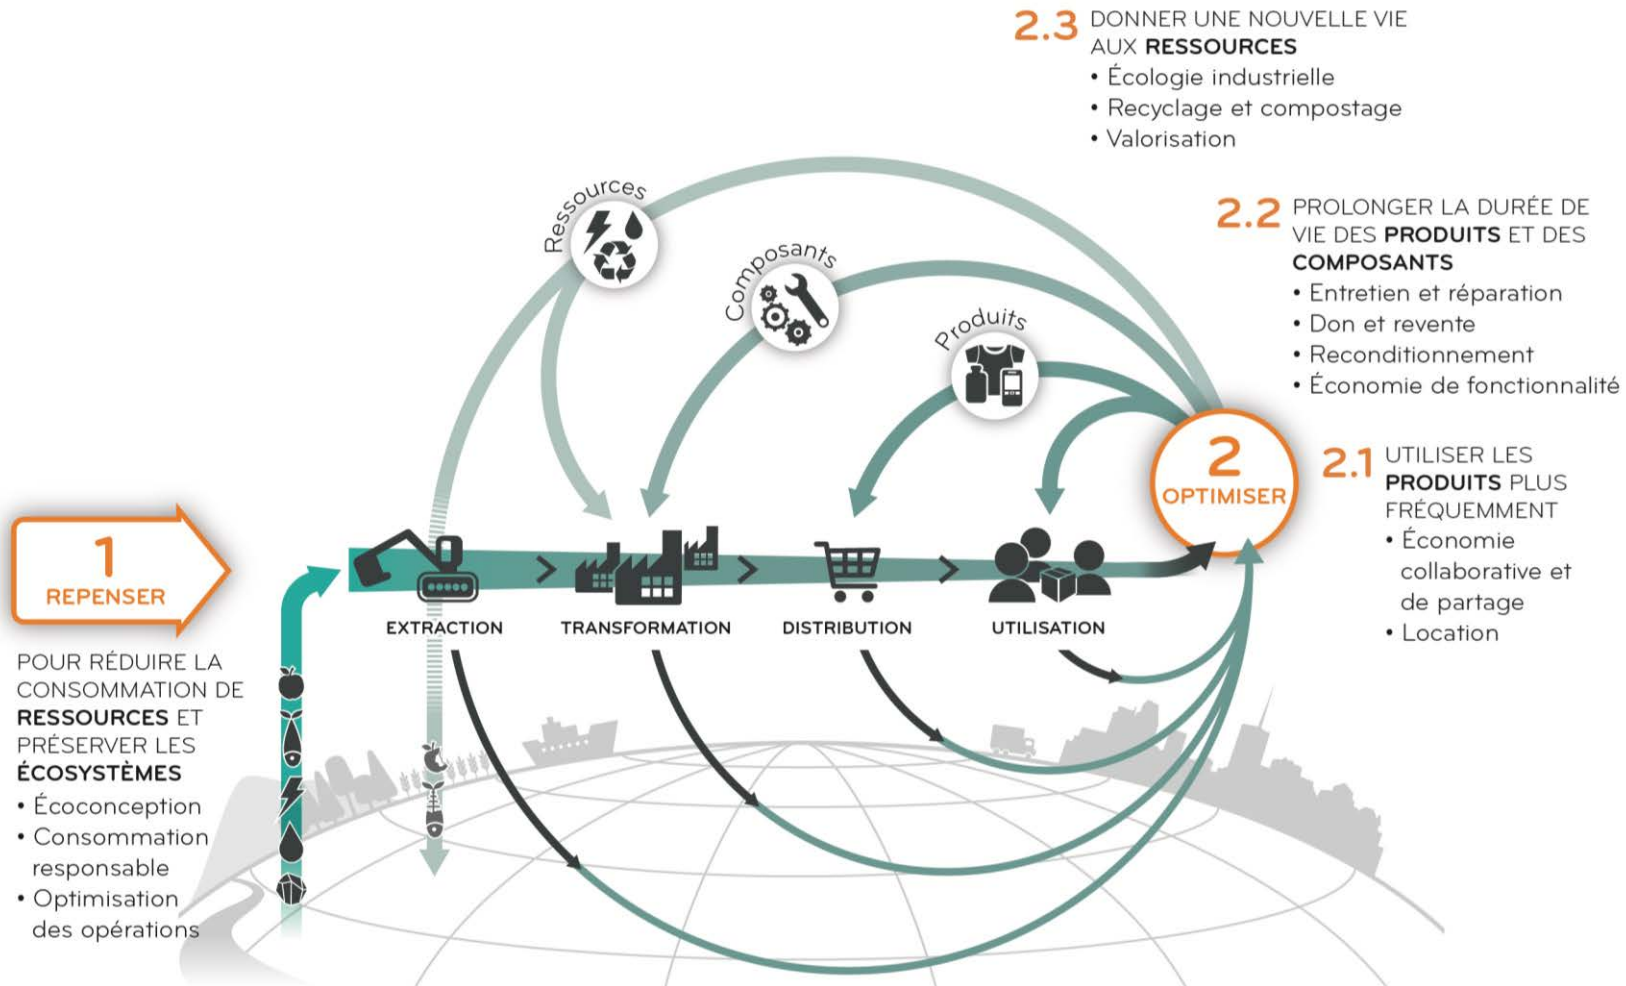 2.3 DONNER UNE NOUVELLE VIE
AUX RESSOURCES
• Écologie industrielle
• Recyclage et compostage
• Valorisation
Ressources
2.2 PROLONGER LA DURÉE DE
VIE DES PRODUITS ET DES
COMPOSANTS
• Entretien et réparation
• Don et revente
• Reconditionnement
• Économie de fonctionnalité
Composants
Produits
2
OPTIMISER
2.1 UTILISER LES
PRODUITS PLUS
FRÉQUEMMENT
• Économie
collaborative et
de partage
• Location
1
REPENSER
EXTRACTION
TRANSFORMATION
DISTRIBUTION
UTILISATION
POUR RÉDUIRE LA
CONSOMMATION DE
RESSOURCES ET
PRÉSERVER LES
ÉCOSYSTÈMES
• Écoconception
• Consommation
responsable
• Optimisation
des opérations